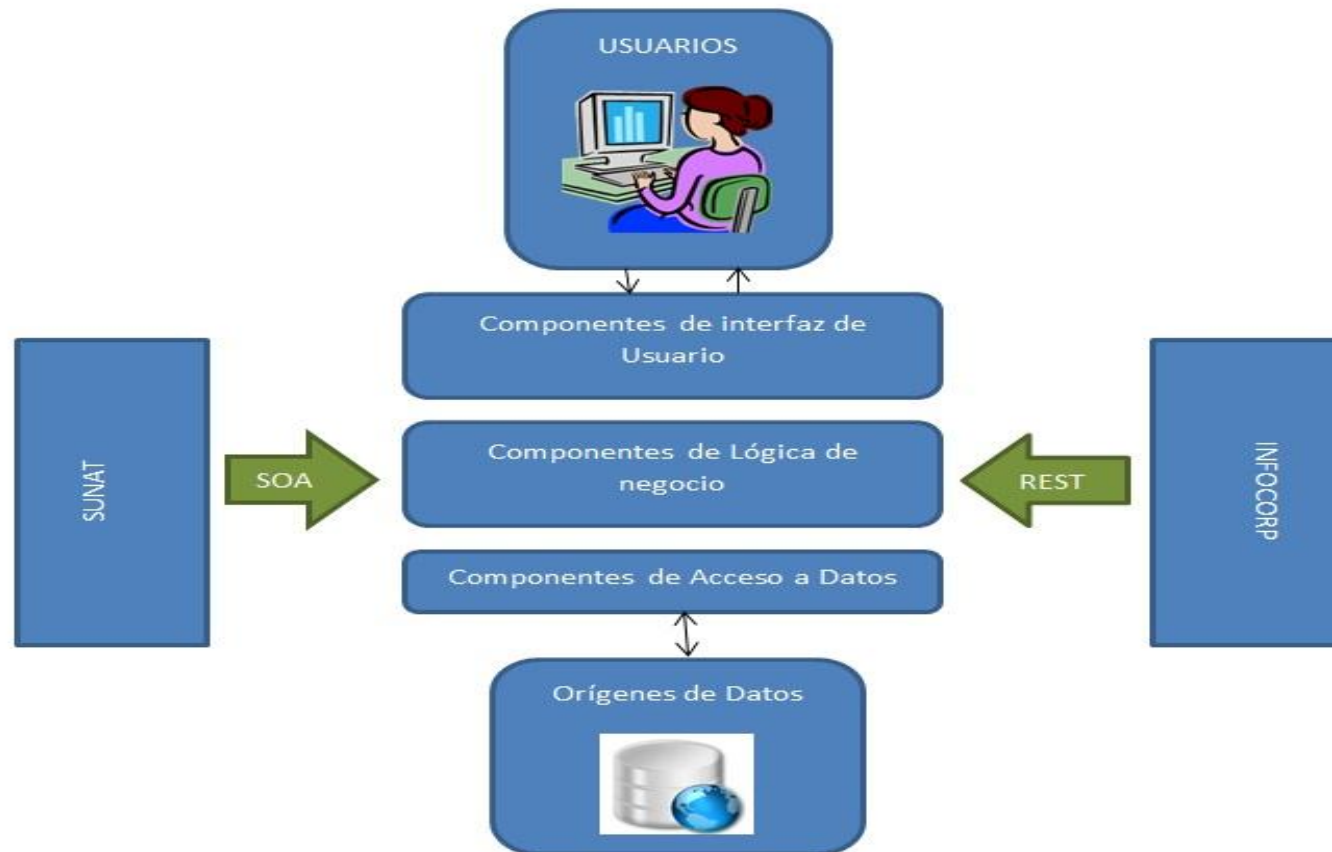 USUARIOS
Componentes de interfaz de
Usuario
SUNAT
SOA
Componentes de Lógica de
negocio
REST
INFOCORP
Componentes de Acceso a Datos
Orígenes de Datos